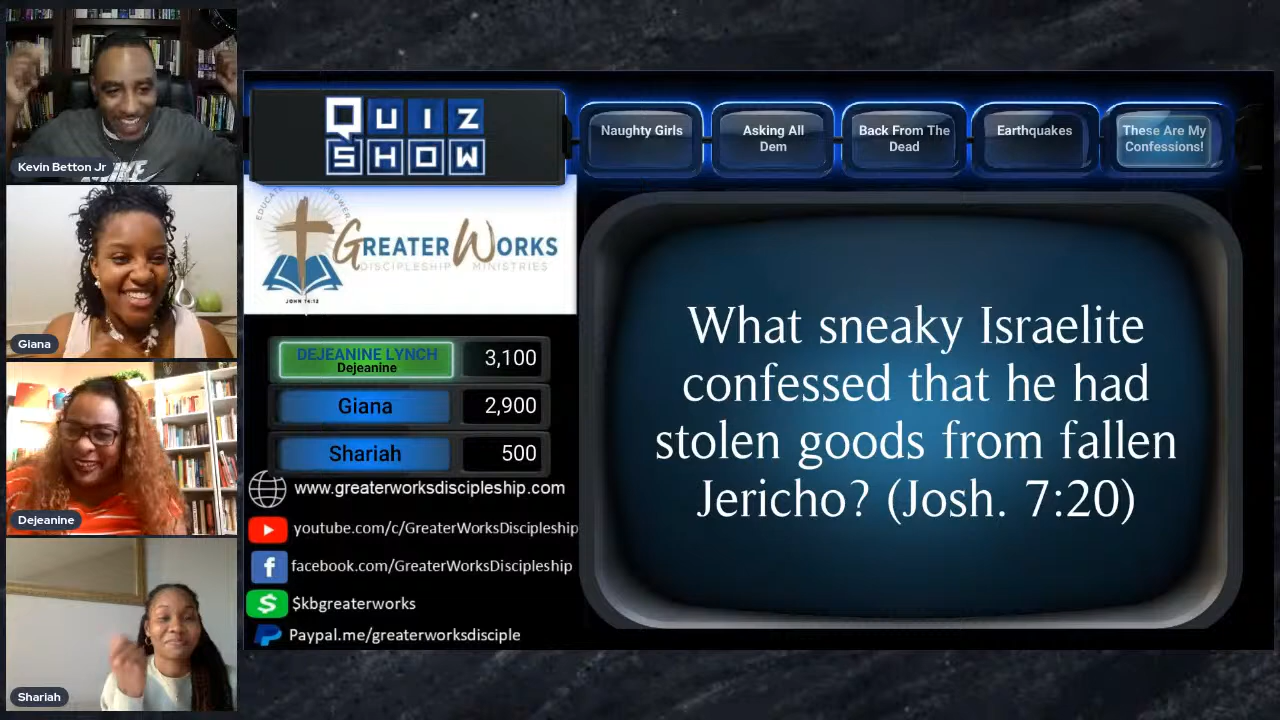 Kevin Betton Jr
Giana
Dejeanine
Shariah
QUIZ
SHOW
Naughty Girls
Asking All
Dem
Back From The
Dead
Earthquakes
These Are My
Confessions!
GREATER WORKS
DISCIPLESHIP MINISTRIES
DEJEANINE LYNCH
Dejeanine
3,100
Giana
2,900
Shariah
500
www.greaterworksdiscipleship.com
youtube.com/c/GreaterWorksDiscipleship
facebook.com/GreaterWorksDiscipleship
$kbgreaterworks
Paypal.me/greaterworksdisciple
What sneaky Israelite
confessed that he had
stolen goods from fallen
Jericho? (Josh. 7:20)